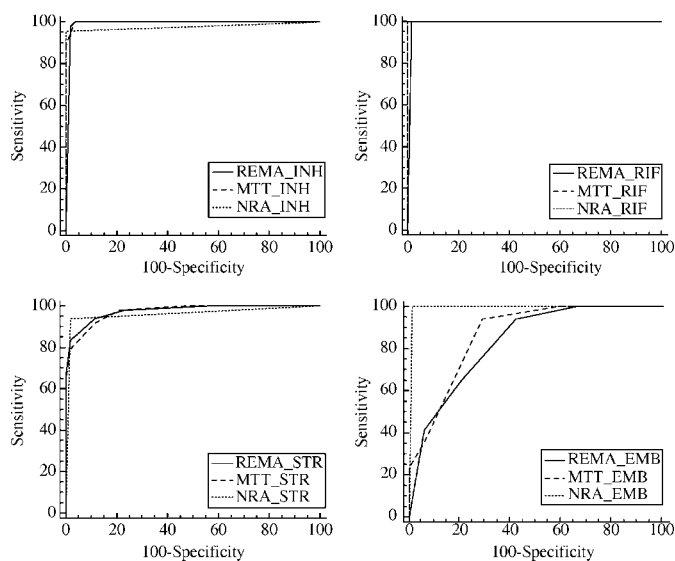 100
80
60
40
20
0
Sensitivity
REMA_INH
MTT_INH
NRA_INH
0 20 40 60 80 100
100-Specificity
100
80
60
40
20
0
Sensitivity
REMA_RIF
MTT_RIF
NRA_RIF
0 20 40 60 80 100
100-Specificity
100
80
60
40
20
0
Sensitivity
REMA_STR
MTT_STR
NRA_STR
0 20 40 60 80 100
100-Specificity
100
80
60
40
20
0
Sensitivity
REMA_EMB
MTT_EMB
NRA_EMB
0 20 40 60 80 100
100-Specificity